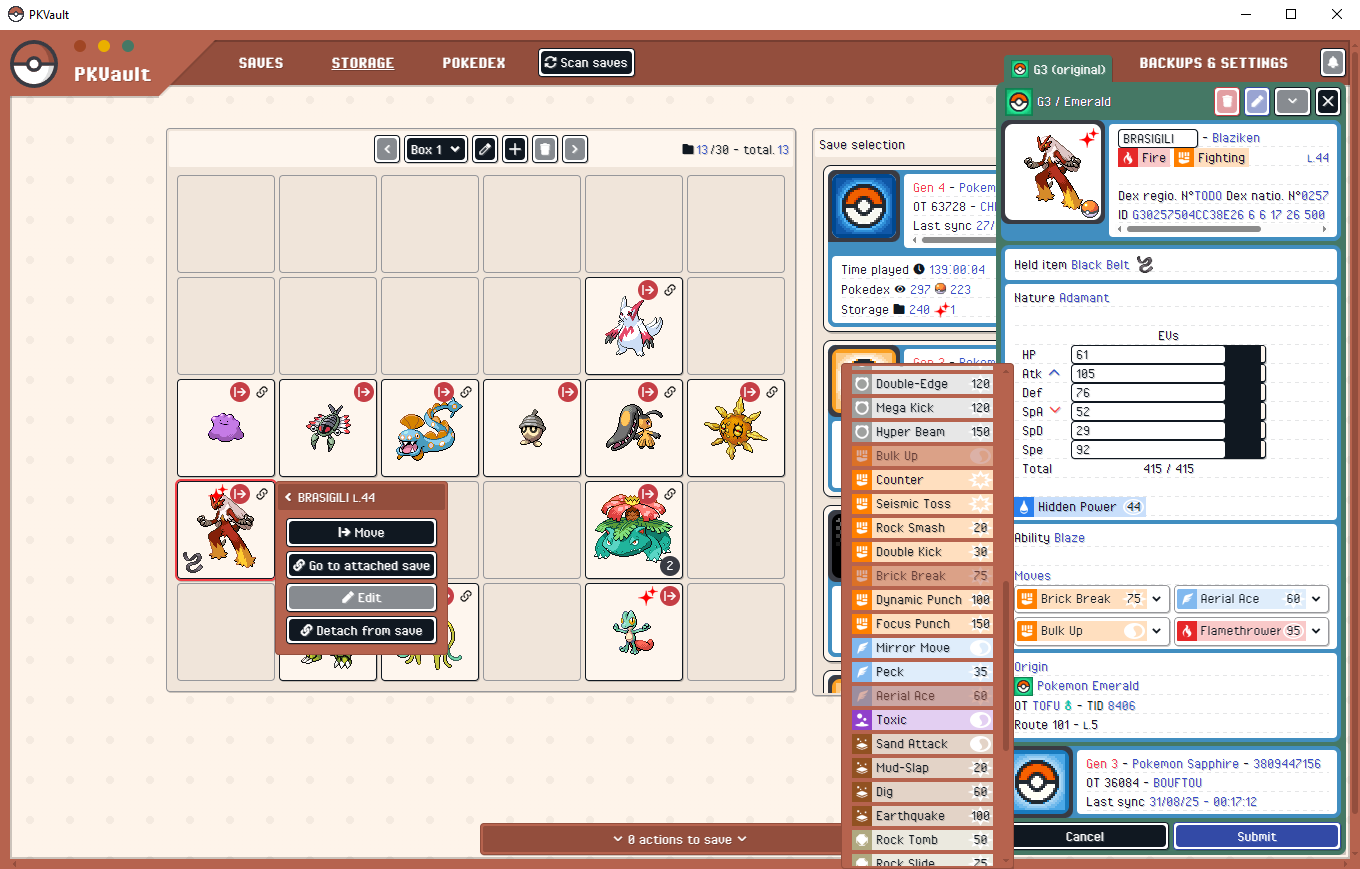 PKVault
PKVault
SAVES
STORAGE
POKEDEX
Scan saves
G3 (original)
BACKUPS & SETTINGS
Box 1
13/30 - total. 13
2
BRASIGILI L.44
Move
Go to attached save
Edit
Detach from save
0 actions to save
Save selection
Gen 4 - Pokem
OT 63728 -
Last sync 27/
Time played 139:00:04
Pokedex 297 223
Storage 240 1
Double-Edge 120
Mega Kick 120
Hyper Beam 150
Bulk Up
Counter
Seismic Toss
Rock Smash 20
Double Kick 30
Brick Break 75
Dynamic Punch 100
Focus Punch 150
Mirror Move
Peck 35
Aerial Ace 60
Toxic
Sand Attack
Mud-Slap 20
Dig 60
Earthquake 100
Rock Tomb 50
Rock Slide 75
G3 / Emerald
BRASIGILI - Blaziken
Fire Fighting L.44
Dex regio. N°TODO Dex natio. N°0257
ID G30257504CC38E26 6 6 17 26 500
Held item Black Belt
Nature Adamant
EVs
HP 61
Atk 105
Def 76
SpA 52
SpD 29
Spe 92
Total 415 / 415
Hidden Power 44
Ability Blaze
Moves
Brick Break 75
Aerial Ace 60
Bulk Up
Flamethrower 95
Origin
Pokemon Emerald
OT TOFU - TID 8406
Route 101 - L.5
Gen 3 - Pokemon Sapphire - 3809447156
OT 36084 - BOUFTOU
Last sync 31/08/25 - 00:17:12
Cancel
Submit